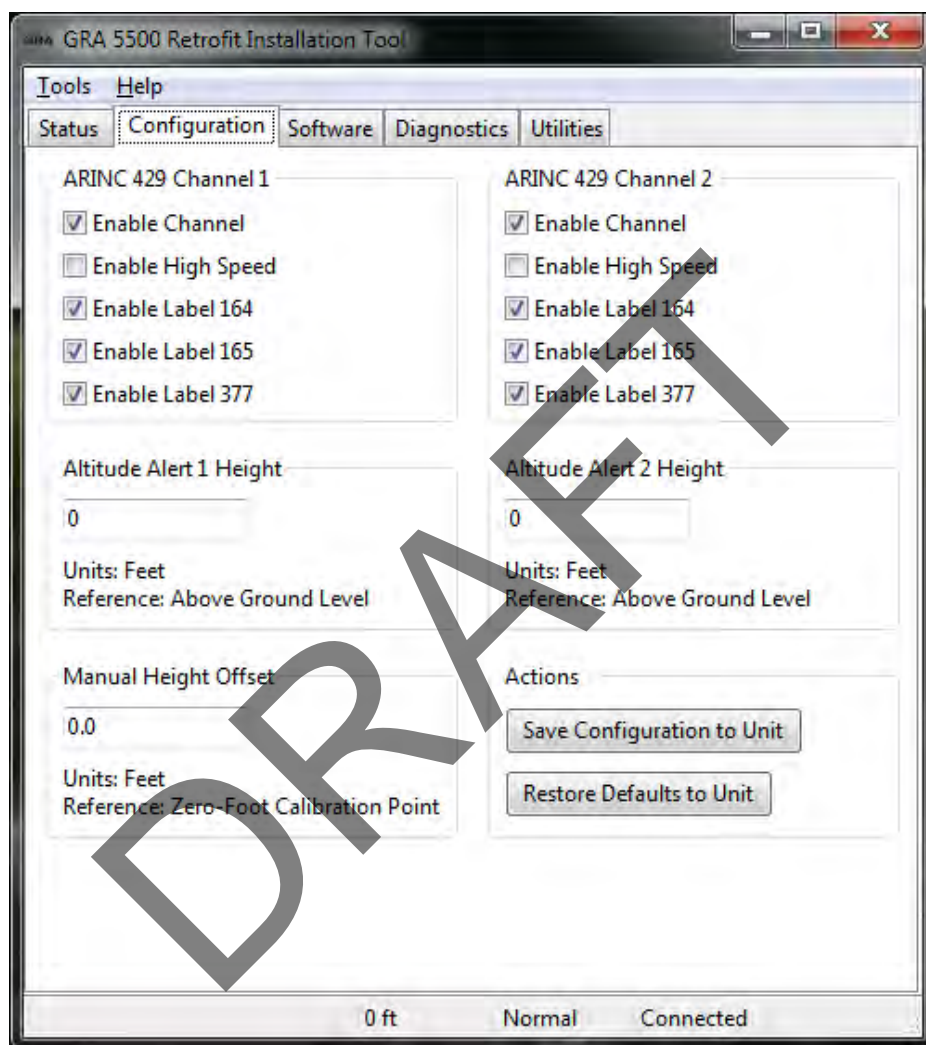 GRA 5500 Retrofit Installation Tool
Tools Help
Status Configuration Software Diagnostics Utilities
ARINC 429 Channel 1
Enable Channel
Enable High Speed
Enable Label 164
Enable Label 165
Enable Label 377
ARINC 429 Channel 2
Enable Channel
Enable High Speed
Enable Label 164
Enable Label 165
Enable Label 377
Altitude Alert 1 Height
0
Units: Feet
Reference: Above Ground Level
Altitude Alert 2 Height
0
Units: Feet
Reference: Above Ground Level
Manual Height Offset
0.0
Units: Feet
Reference: Zero-Foot Calibration Point
Actions
Save Configuration to Unit
Restore Defaults to Unit
0 ft Normal Connected
DRAFT